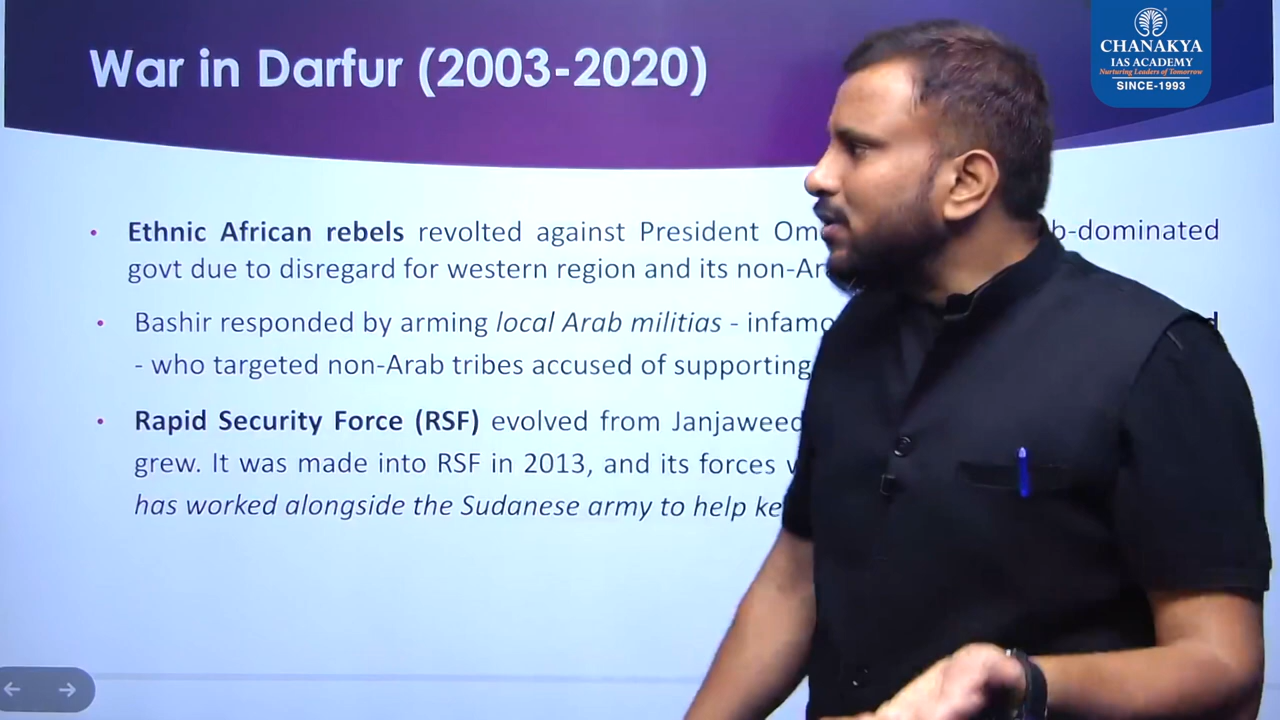 War in Darfur (2003-2020)
CHANAKYA
IAS ACADEMY
Nurturing Leaders of Tomorrow
SINCE-1993
• Ethnic African rebels revolted against President Om b-dominated
govt due to disregard for western region and its non-Ar
• Bashir responded by arming local Arab militias - infamo d
- who targeted non-Arab tribes accused of supporting
• Rapid Security Force (RSF) evolved from Janjaweed
grew. It was made into RSF in 2013, and its forces
has worked alongside the Sudanese army to help ke